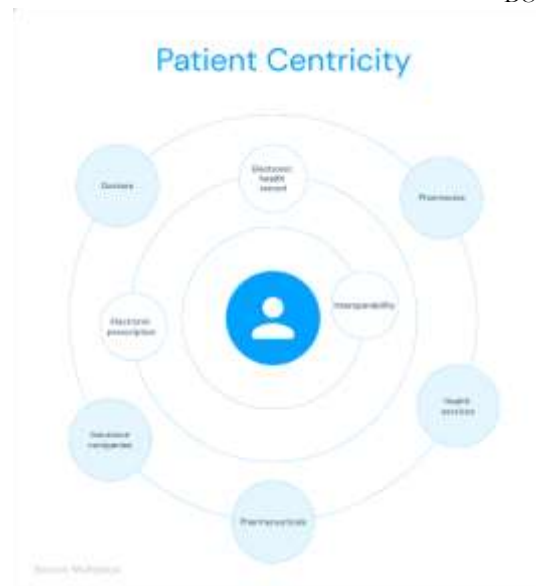 Patient Centricity
Electronic
health
record
Doctors
Pharmacies
Interoperability
Electronic
prescription
Health
services
Insurance
companies
Pharmaceuticals